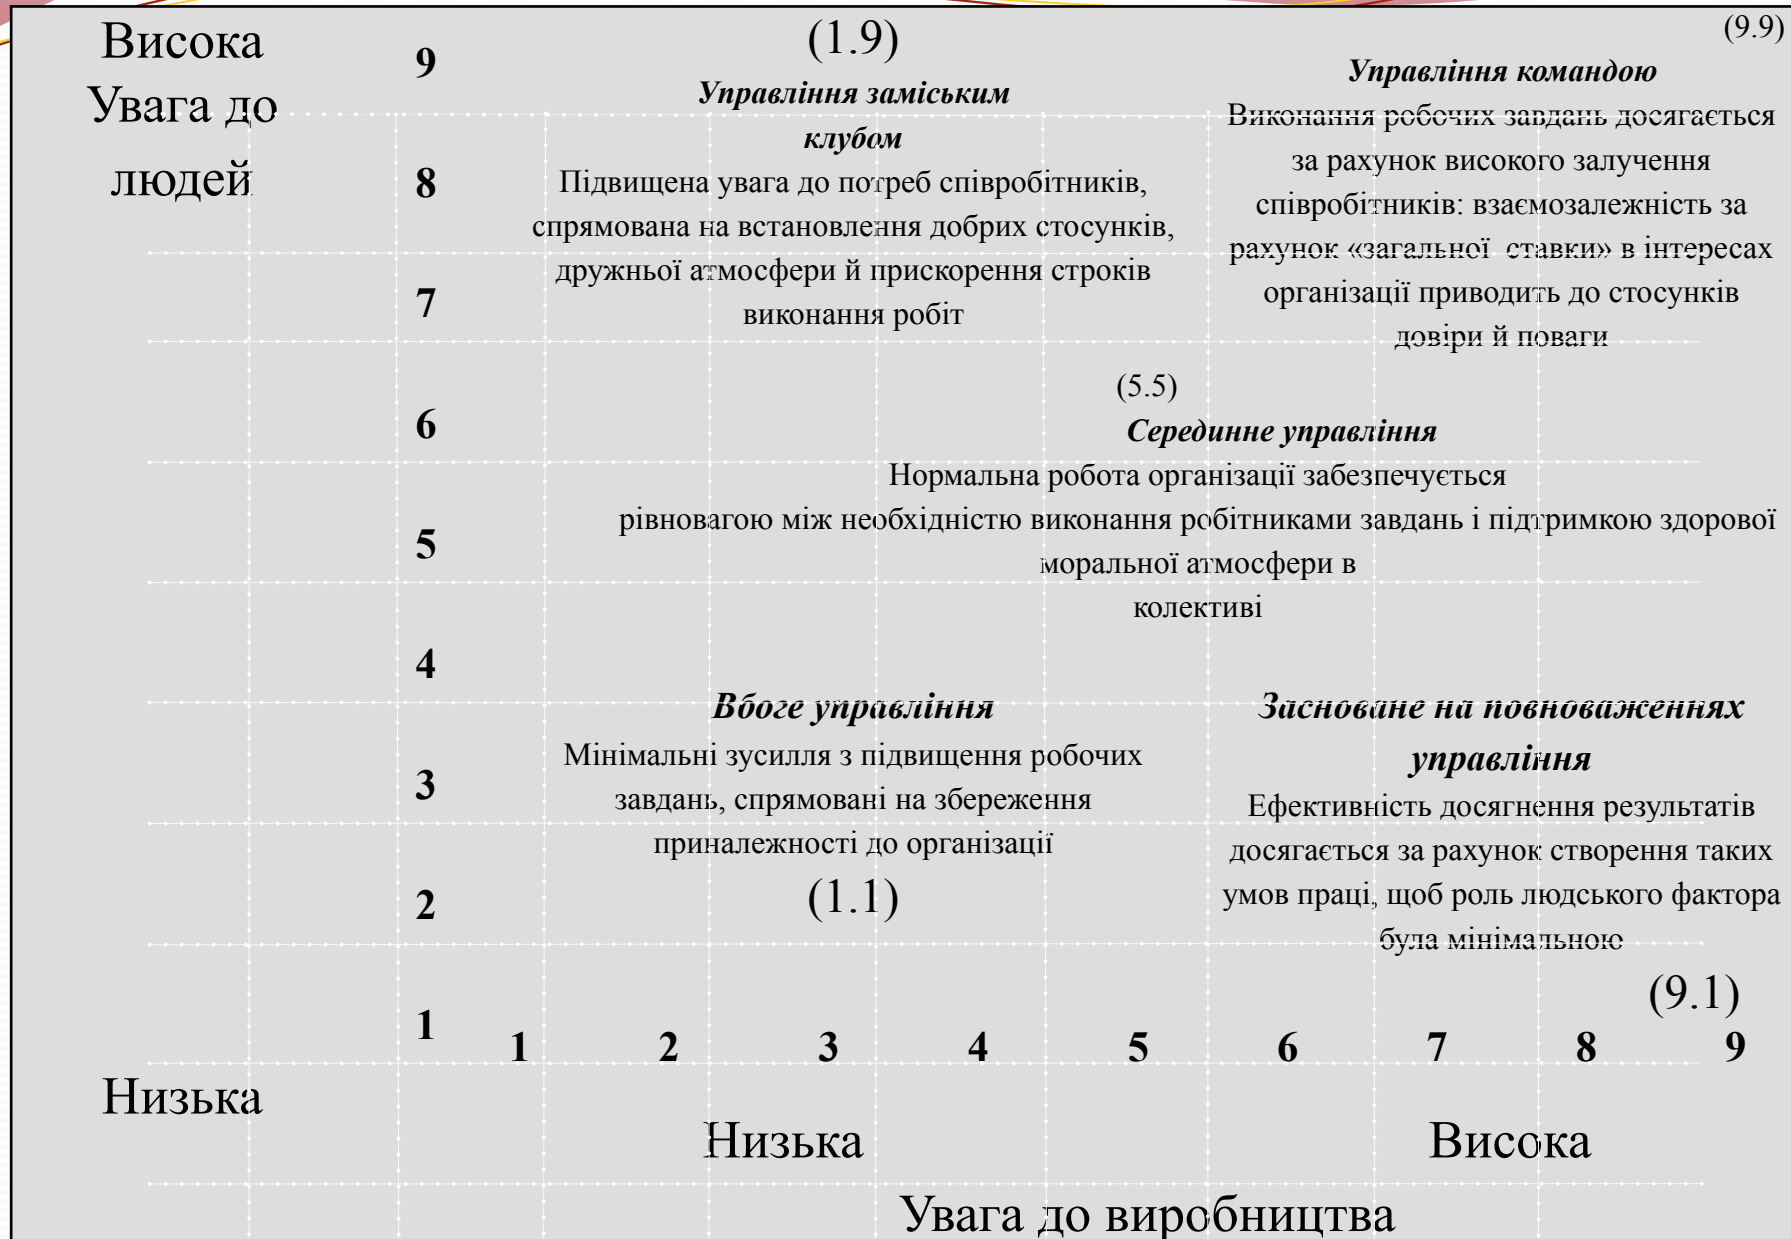 Висока
Увага до
людей
9
8
7
6
5
4
3
2
1
Низька
(1.9)
Управління заміським
клубом
Підвищена увага до потреб співробітників,
спрямована на встановлення добрих стосунків,
дружньої атмосфери й прискорення строків
виконання робіт
(9.9)
Управління командою
Виконання робочих завдань досягається
за рахунок високого залучення
співробітників: взаємозалежність за
рахунок «загальної ставки» в інтересах
організації приводить до стосунків
довіри й поваги
(5.5)
Серединне управління
Нормальна робота організації забезпечується
рівновагою між необхідністю виконання робітниками завдань і підтримкою здорової
моральної атмосфери в
колективі
Вбоге управління
Мінімальні зусилля з підвищення робочих
завдань, спрямовані на збереження
приналежності до організації
(1.1)
Засноване на повноваженнях
управління
Ефективність досягнення результатів
досягається за рахунок створення таких
умов праці, щоб роль людського фактора
була мінімальною
(9.1)
1 2 3 4 5 6 7 8 9
Низька Висока
Увага до виробництва